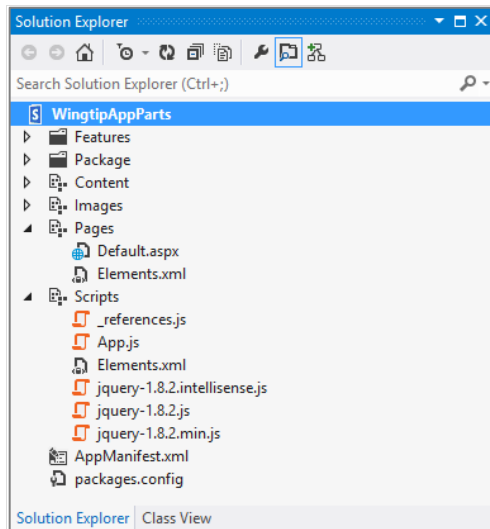 Solution Explorer
Search Solution Explorer (Ctrl+;)
WingtipAppParts
Features
Package
Content
Images
Pages
Default.aspx
Elements.xml
Scripts
_references.js
App.js
Elements.xml
jquery-1.8.2.intellisense.js
jquery-1.8.2.js
jquery-1.8.2.min.js
AppManifest.xml
packages.config
Solution Explorer Class View